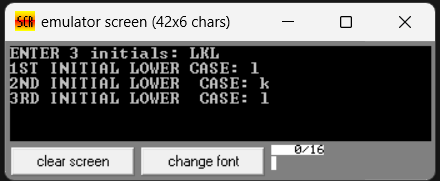 emulator screen (42x6 chars)
ENTER 3 initials: LKL
1ST INITIAL LOWER CASE: l
2ND INITIAL LOWER  CASE: k
3RD INITIAL LOWER  CASE: l
clear screen
change font
0/16